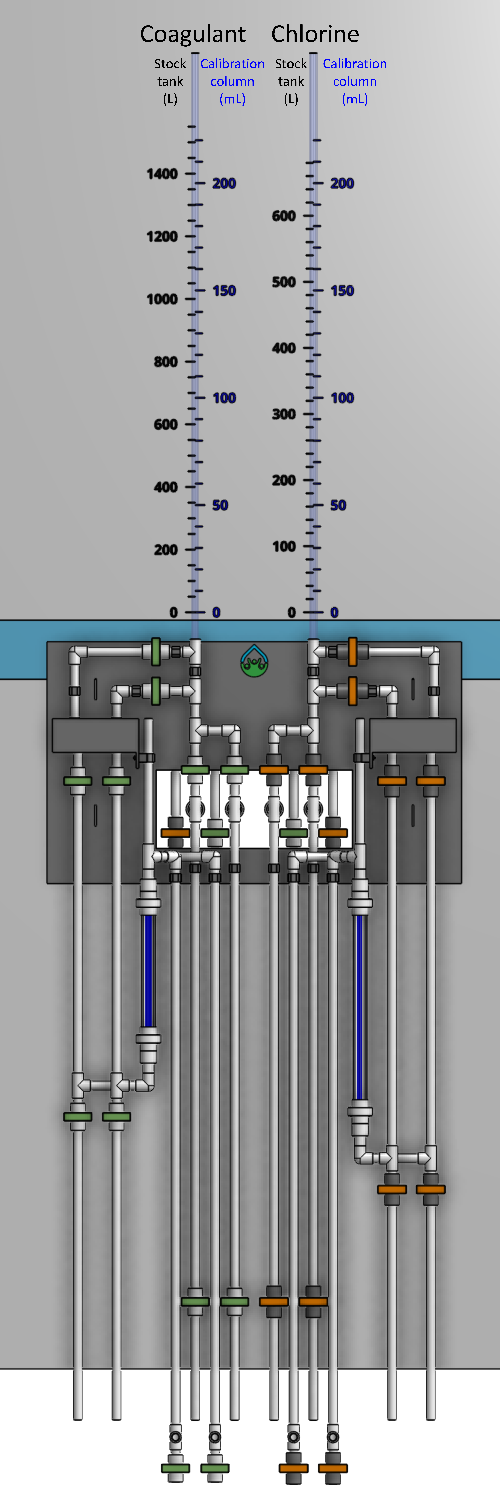 Coagulant Chlorine
Stock tank (L) Calibration column (mL) Stock tank (L) Calibration column (mL)
1400 200 600 200
1200 500
1000 150 400 150
800 300
600 100 200 100
400 50 100 50
200
0 0 0 0